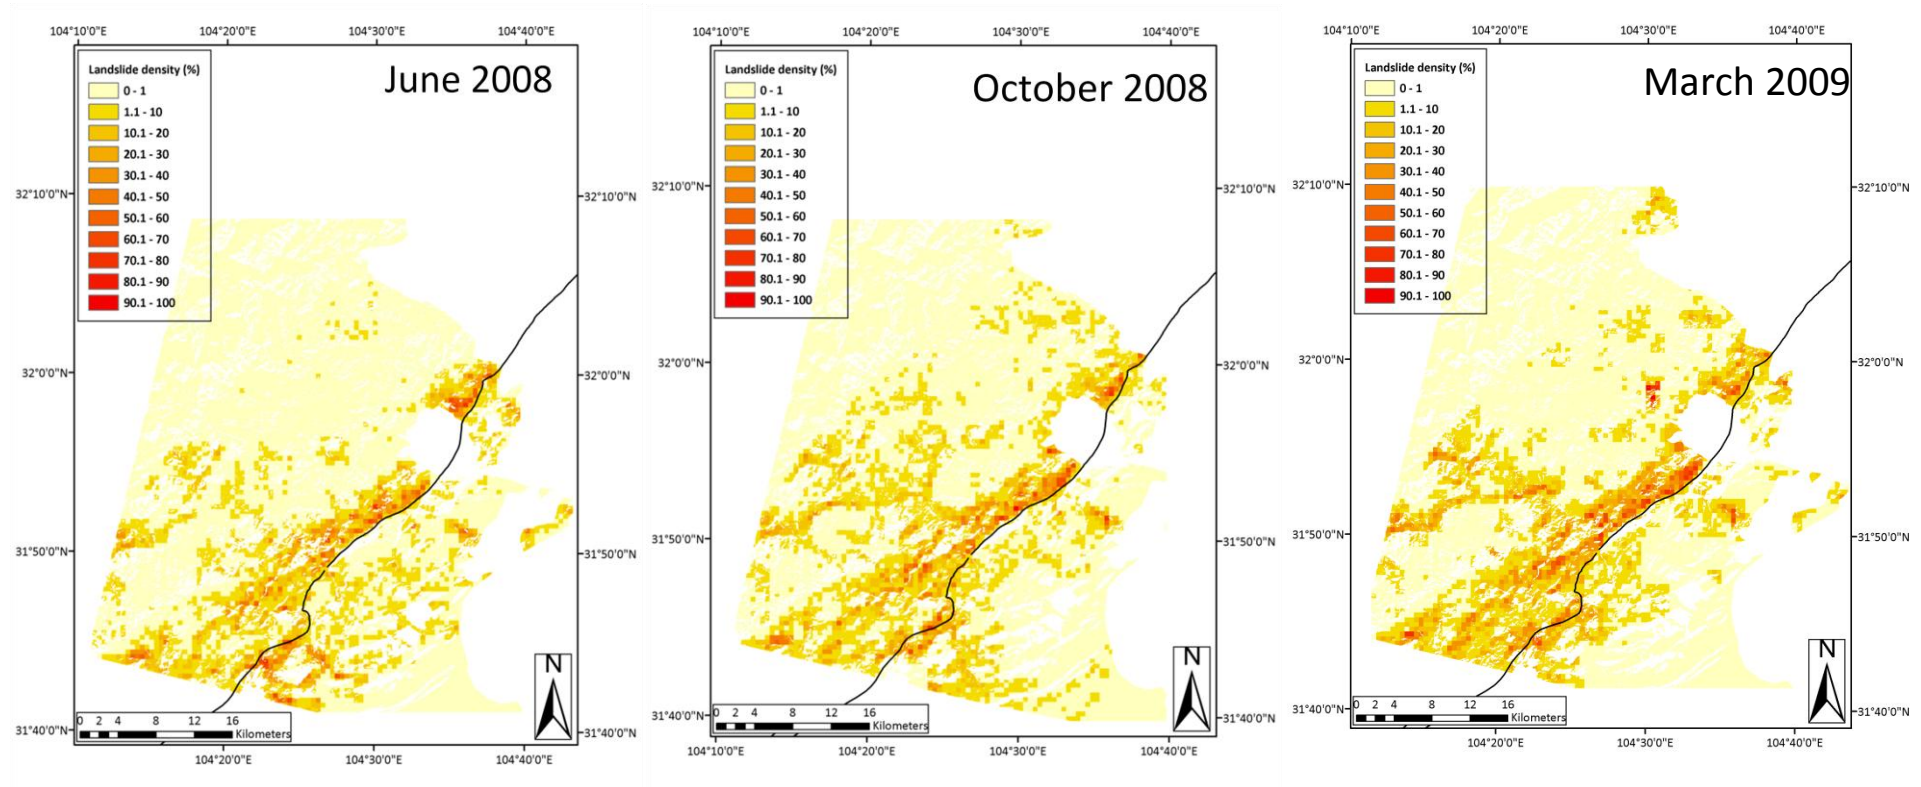 104°10'0"E 104°20'0"E 104°30'0"E 104°40'0"E
Landslide density (%)
0 - 1
1.1 - 10
10.1 - 20
20.1 - 30
30.1 - 40
40.1 - 50
50.1 - 60
60.1 - 70
70.1 - 80
80.1 - 90
90.1 - 100
June 2008
32°10'0"N 32°10'0"N
32°0'0"N 32°0'0"N
31°50'0"N 31°50'0"N
31°40'0"N 31°40'0"N
N
0 2 4 8 12 16
Kilometers
104°20'0"E 104°30'0"E 104°40'0"E
104°10'0"E 104°20'0"E 104°30'0"E 104°40'0"E
Landslide density (%)
0 - 1
1.1 - 10
10.1 - 20
20.1 - 30
30.1 - 40
40.1 - 50
50.1 - 60
60.1 - 70
70.1 - 80
80.1 - 90
90.1 - 100
October 2008
32°10'0"N 32°10'0"N
32°0'0"N 32°0'0"N
31°50'0"N 31°50'0"N
31°40'0"N 31°40'0"N
N
0 2 4 8 12 16
Kilometers
104°10'0"E 104°20'0"E 104°30'0"E 104°40'0"E
104°10'0"E 104°20'0"E 104°30'0"E 104°40'0"E
Landslide density (%)
0 - 1
1.1 - 10
10.1 - 20
20.1 - 30
30.1 - 40
40.1 - 50
50.1 - 60
60.1 - 70
70.1 - 80
80.1 - 90
90.1 - 100
March 2009
32°10'0"N 32°10'0"N
32°0'0"N 32°0'0"N
31°50'0"N 31°50'0"N
31°40'0"N 31°40'0"N
N
0 2 4 8 12 16
Kilometers
104°20'0"E 104°30'0"E 104°40'0"E